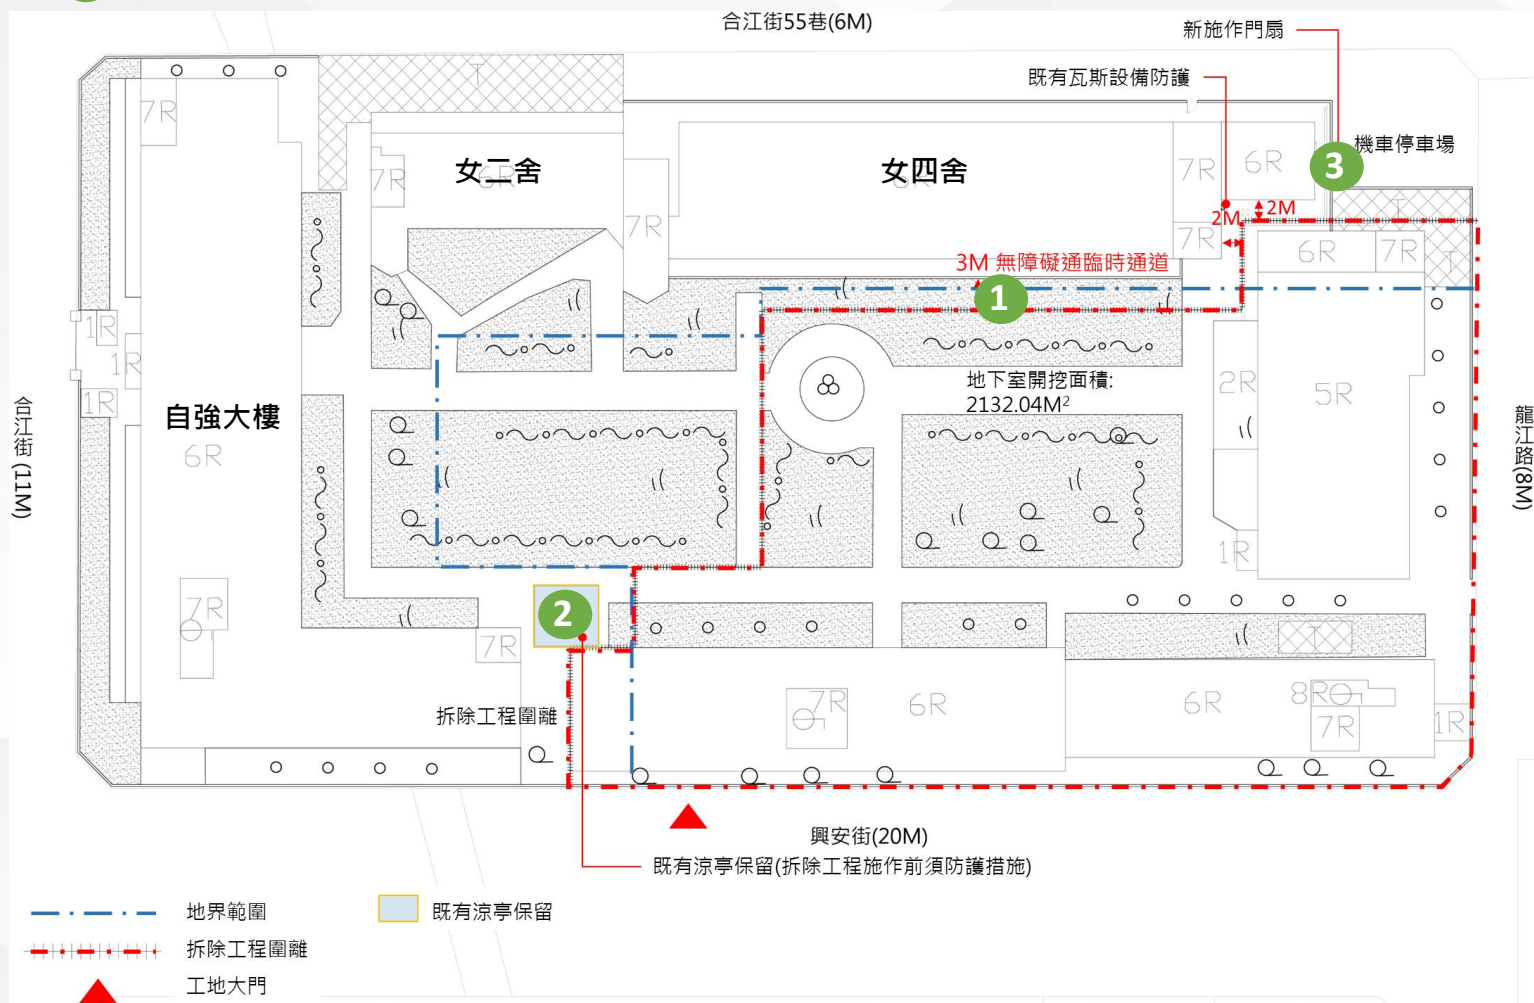 合江街55巷(6M)
新施作門扇
既有瓦斯設備防護
機車停車場
T
7R
女二舍
6R
7R
女四舍
7R
6R
3
7R
2M
2M
7R
T
6R
7R
T
3M 無障礙通臨時通道
1
1R
1R
1R
地下室開挖面積:
2132.04M²
2R
5R
自強大樓
6R
合江街 (11M)
龍江路(8M)
1R
7R
2
7R
T
拆除工程圍離
7R
6R
6R
8R
7R
1R
興安街(20M)
既有涼亭保留(拆除工程施作前須防護措施)
地界範圍
既有涼亭保留
拆除工程圍離
工地大門